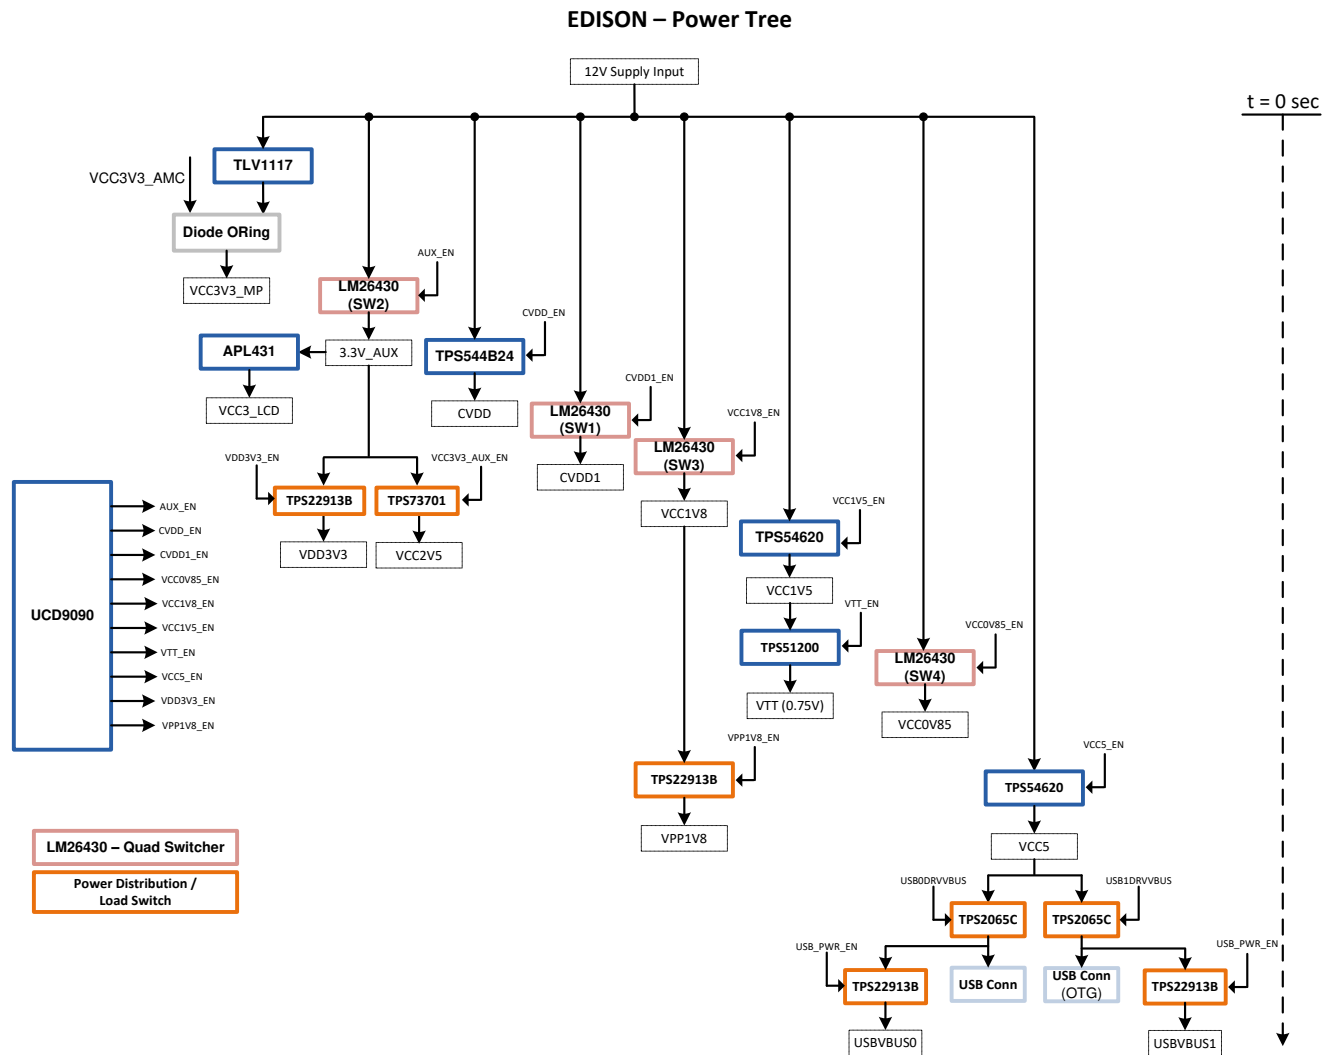 EDISON – Power Tree
12V Supply Input
t = 0 sec
TLV1117
VCC3V3_AMC
Diode ORing
VCC3V3_MP
AUX_EN
LM26430
(SW2)
CVDD_EN
APL431
3.3V_AUX
TPS544B24
VCC3_LCD
CVDD
CVDD1_EN
LM26430
(SW1)
VCC1V8_EN
LM26430
(SW3)
CVDD1
VDD3V3_EN
VCC3V3_AUX_EN
TPS22913B
TPS73701
VCC1V8
VCC1V5_EN
TPS54620
VDD3V3
VCC2V5
VCC1V5
UCD9090
AUX_EN
CVDD_EN
CVDD1_EN
VCC0V85_EN
VCC1V8_EN
VCC1V5_EN
VTT_EN
VCC5_EN
VDD3V3_EN
VPP1V8_EN
VTT_EN
TPS51200
VCC0V85_EN
LM26430
(SW4)
VTT (0.75V)
VCC0V85
VPP1V8_EN
TPS22913B
VCC5_EN
TPS54620
VPP1V8
VCC5
LM26430 – Quad Switcher
Power Distribution /
Load Switch
USB0DRVVBUS
USB1DRVVBUS
TPS2065C
TPS2065C
USB_PWR_EN
USB_PWR_EN
TPS22913B
USB Conn
USB Conn
(OTG)
TPS22913B
USBVBUS0
USBVBUS1